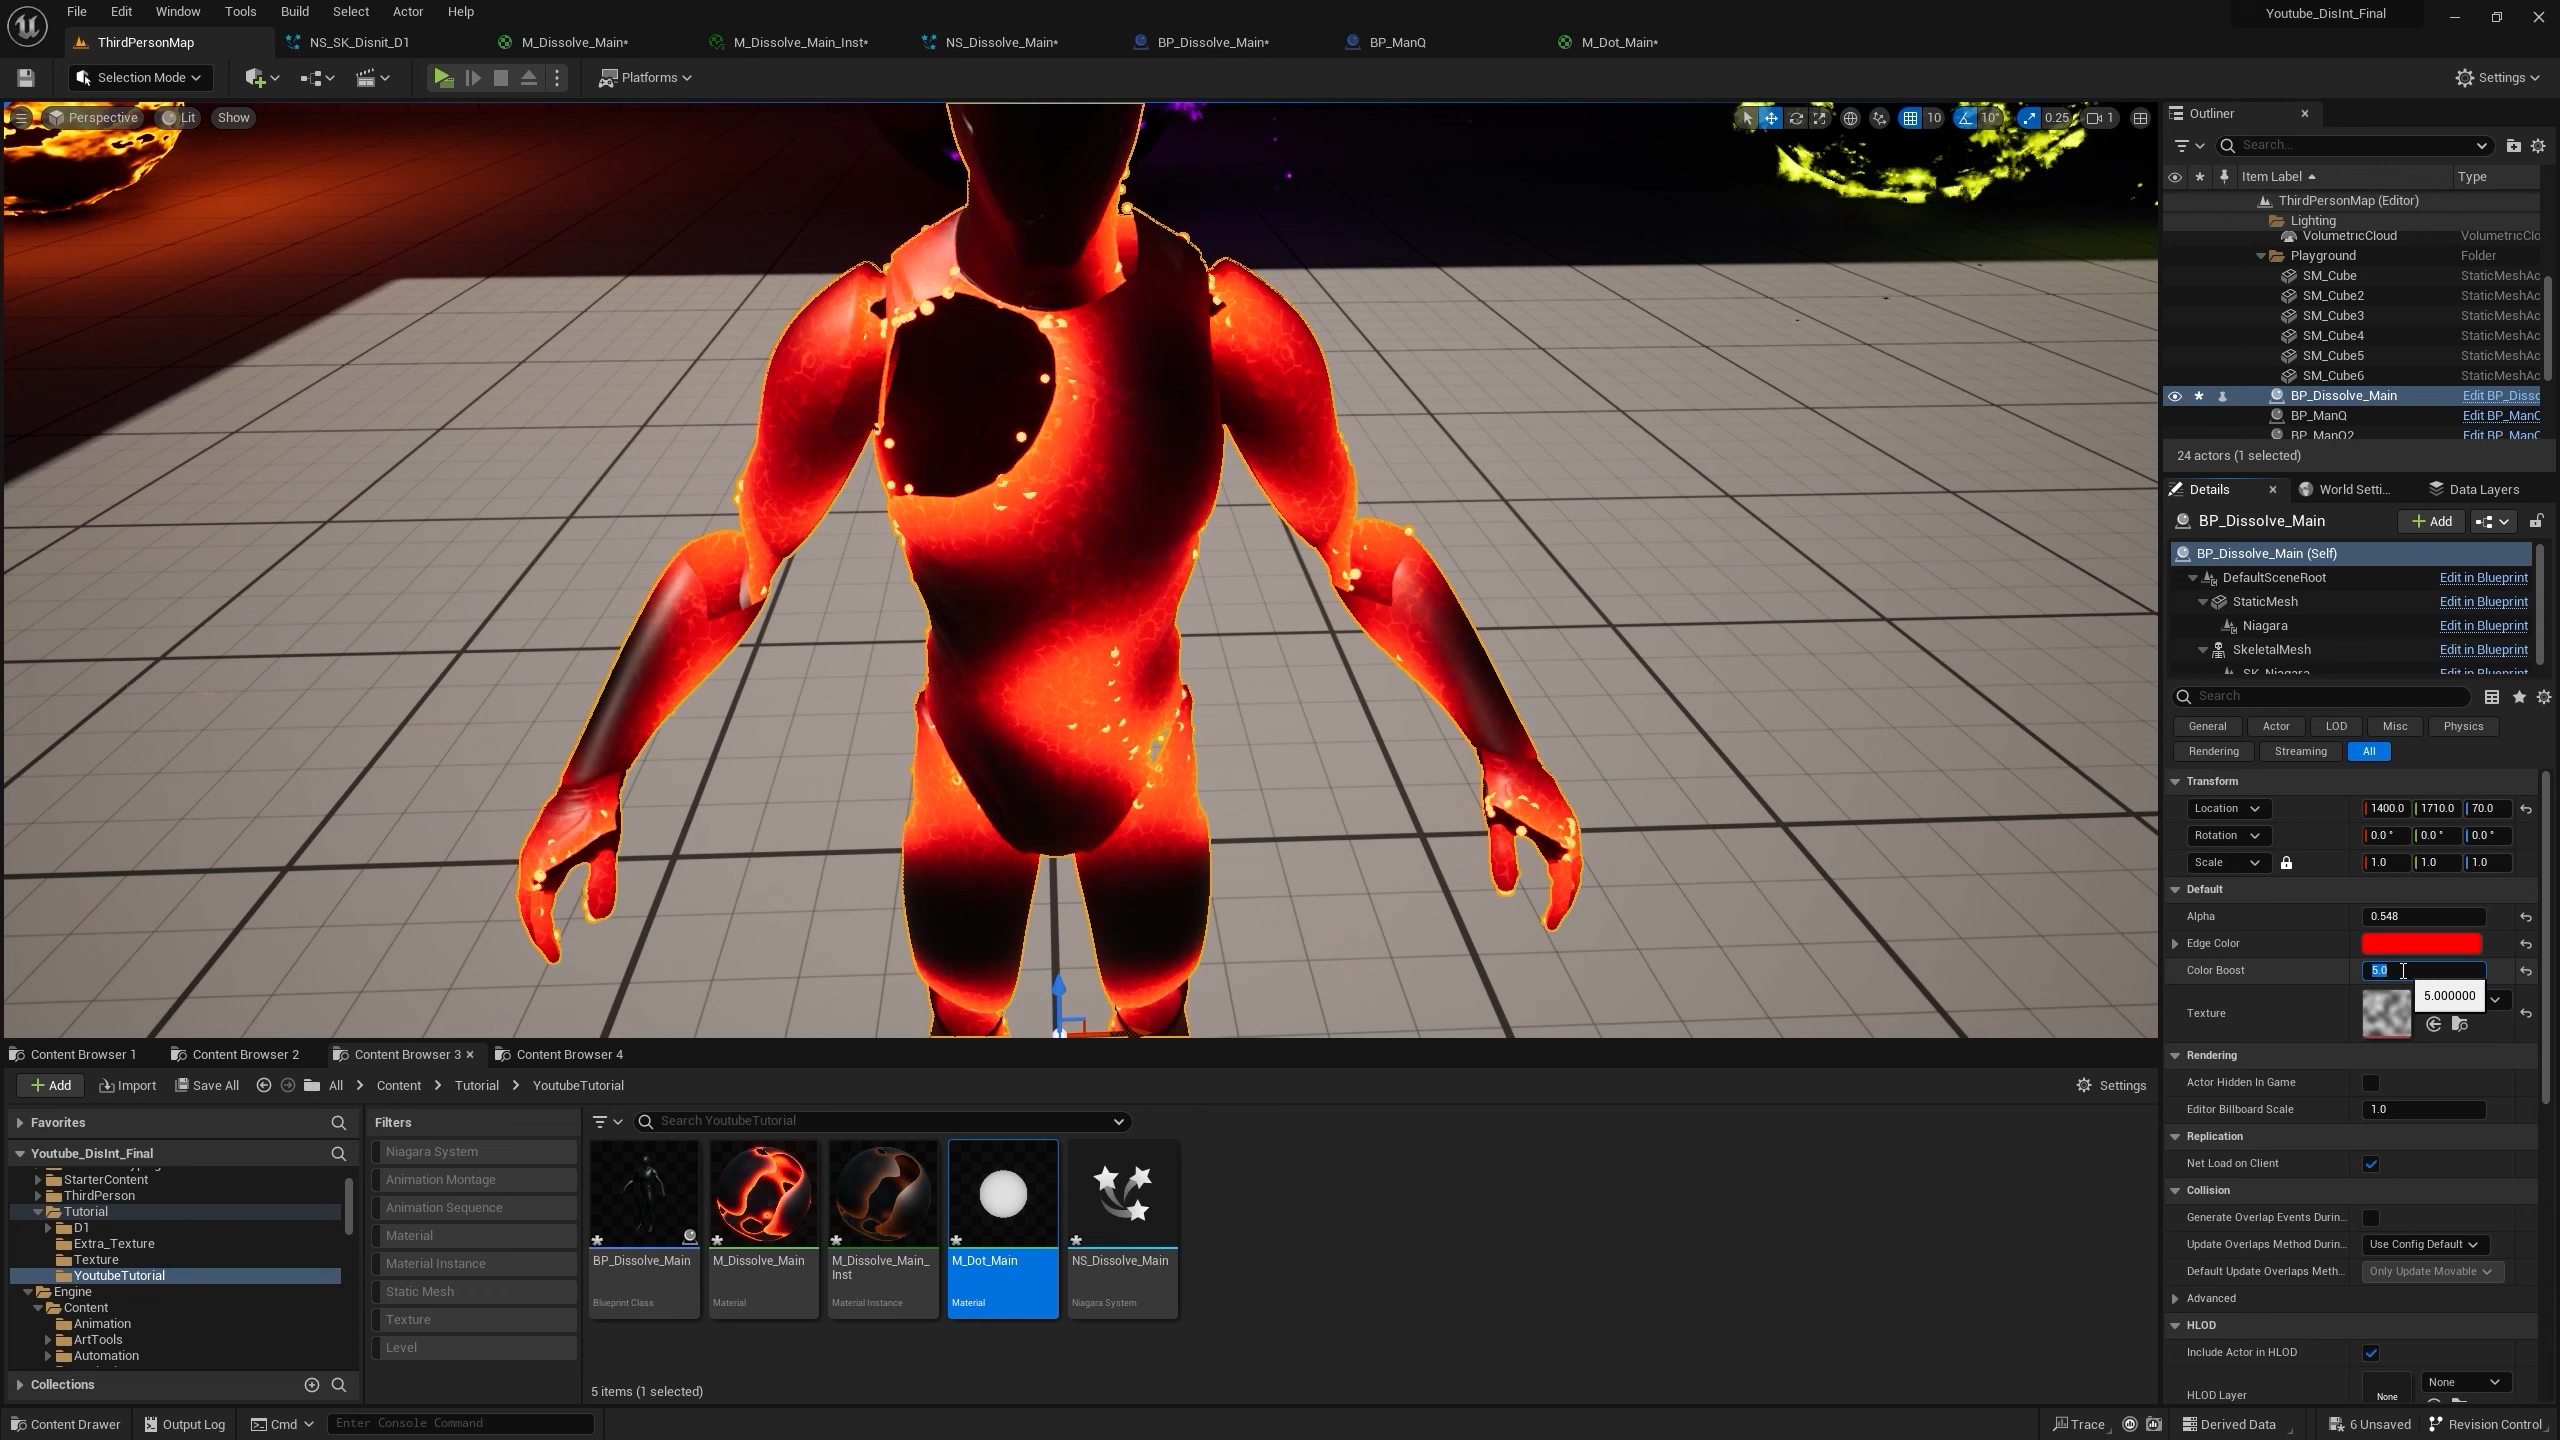 File Edit Window Tools Build Select Actor Help
Youtube_DisInt_Final
ThirdPersonMap NS_SK_Disnit_D1 M_Dissolve_Main* M_Dissolve_Main_Inst* NS_Dissolve_Main* BP_Dissolve_Main* BP_ManQ M_Dot_Main*
Selection Mode Platforms Settings
Perspective Lit Show 10 10° 0.25 1
Outliner
Search...
Item Label Type
ThirdPersonMap (Editor)
Lighting
VolumetricCloud VolumetricClo
Playground Folder
SM_Cube StaticMeshAc
SM_Cube2 StaticMeshAc
SM_Cube3 StaticMeshAc
SM_Cube4 StaticMeshAc
SM_Cube5 StaticMeshAc
SM_Cube6 StaticMeshAc
BP_Dissolve_Main Edit BP_Disso
BP_ManQ Edit BP_ManQ
BP_ManQ2 Edit BP_ManQ
24 actors (1 selected)
Details World Setti... Data Layers
BP_Dissolve_Main Add
BP_Dissolve_Main (Self)
DefaultSceneRoot Edit in Blueprint
StaticMesh Edit in Blueprint
Niagara Edit in Blueprint
SkeletalMesh Edit in Blueprint
SK_Niagara Edit in Blueprint
Search
General Actor LOD Misc Physics
Rendering Streaming All
Transform
Location 1400.0 1710.0 70.0
Rotation 0.0 ° 0.0 ° 0.0 °
Scale 1.0 1.0 1.0
Default
Alpha 0.548
Edge Color
Color Boost 5.0
5.000000
Texture
Rendering
Actor Hidden In Game
Editor Billboard Scale 1.0
Replication
Net Load on Client
Collision
Generate Overlap Events Durin...
Update Overlaps Method Durin... Use Config Default
Default Update Overlaps Meth... Only Update Movable
Advanced
HLOD
Include Actor in HLOD
HLOD Layer None None
Content Browser 1 Content Browser 2 Content Browser 3 Content Browser 4
Add Import Save All All Content Tutorial YoutubeTutorial Settings
Favorites
Youtube_DisInt_Final
StarterContent
ThirdPerson
Tutorial
D1
Extra_Texture
Texture
YoutubeTutorial
Engine
Content
Animation
ArtTools
Automation
Collections
Filters
Niagara System
Animation Montage
Animation Sequence
Material
Material Instance
Static Mesh
Texture
Level
Search YoutubeTutorial
BP_Dissolve_Main
Blueprint Class
M_Dissolve_Main
Material
M_Dissolve_Main_
Inst
Material Instance
M_Dot_Main
Material
NS_Dissolve_Main
Niagara System
5 items (1 selected)
Content Drawer Output Log Cmd Enter Console Command Trace Derived Data 6 Unsaved Revision Control